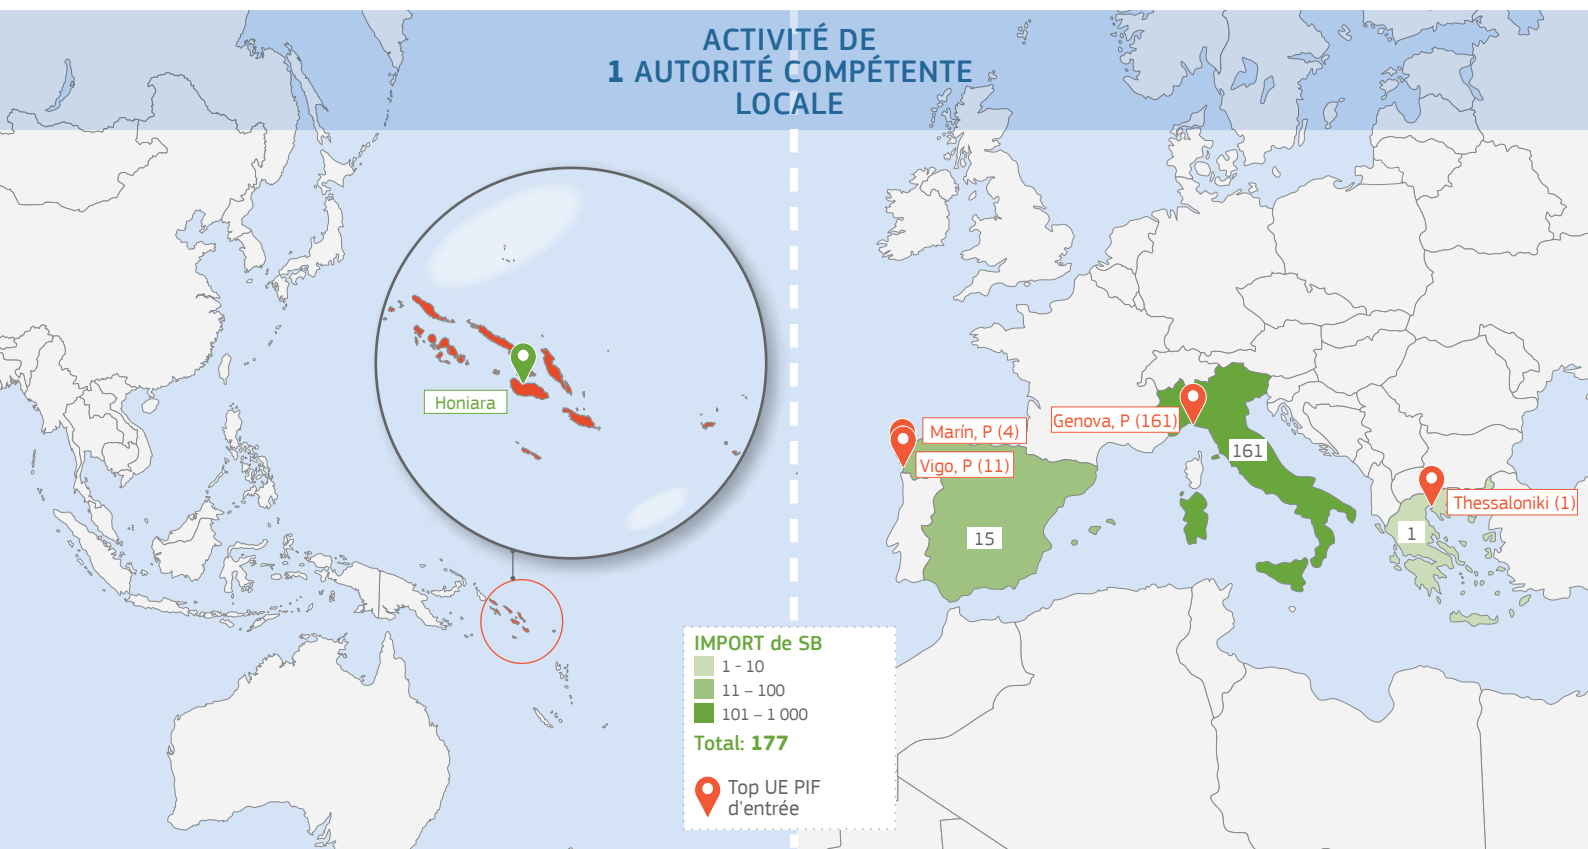 ACTIVITÉ DE
1 AUTORITÉ COMPÉTENTE
LOCALE
Honiara
Marín, P (4)
Vigo, P (11)
Genova, P (161)
161
Thessaloniki (1)
1
15
IMPORT de SB
1 - 10
11 – 100
101 – 1 000
Total: 177
Top UE PIF
d'entrée